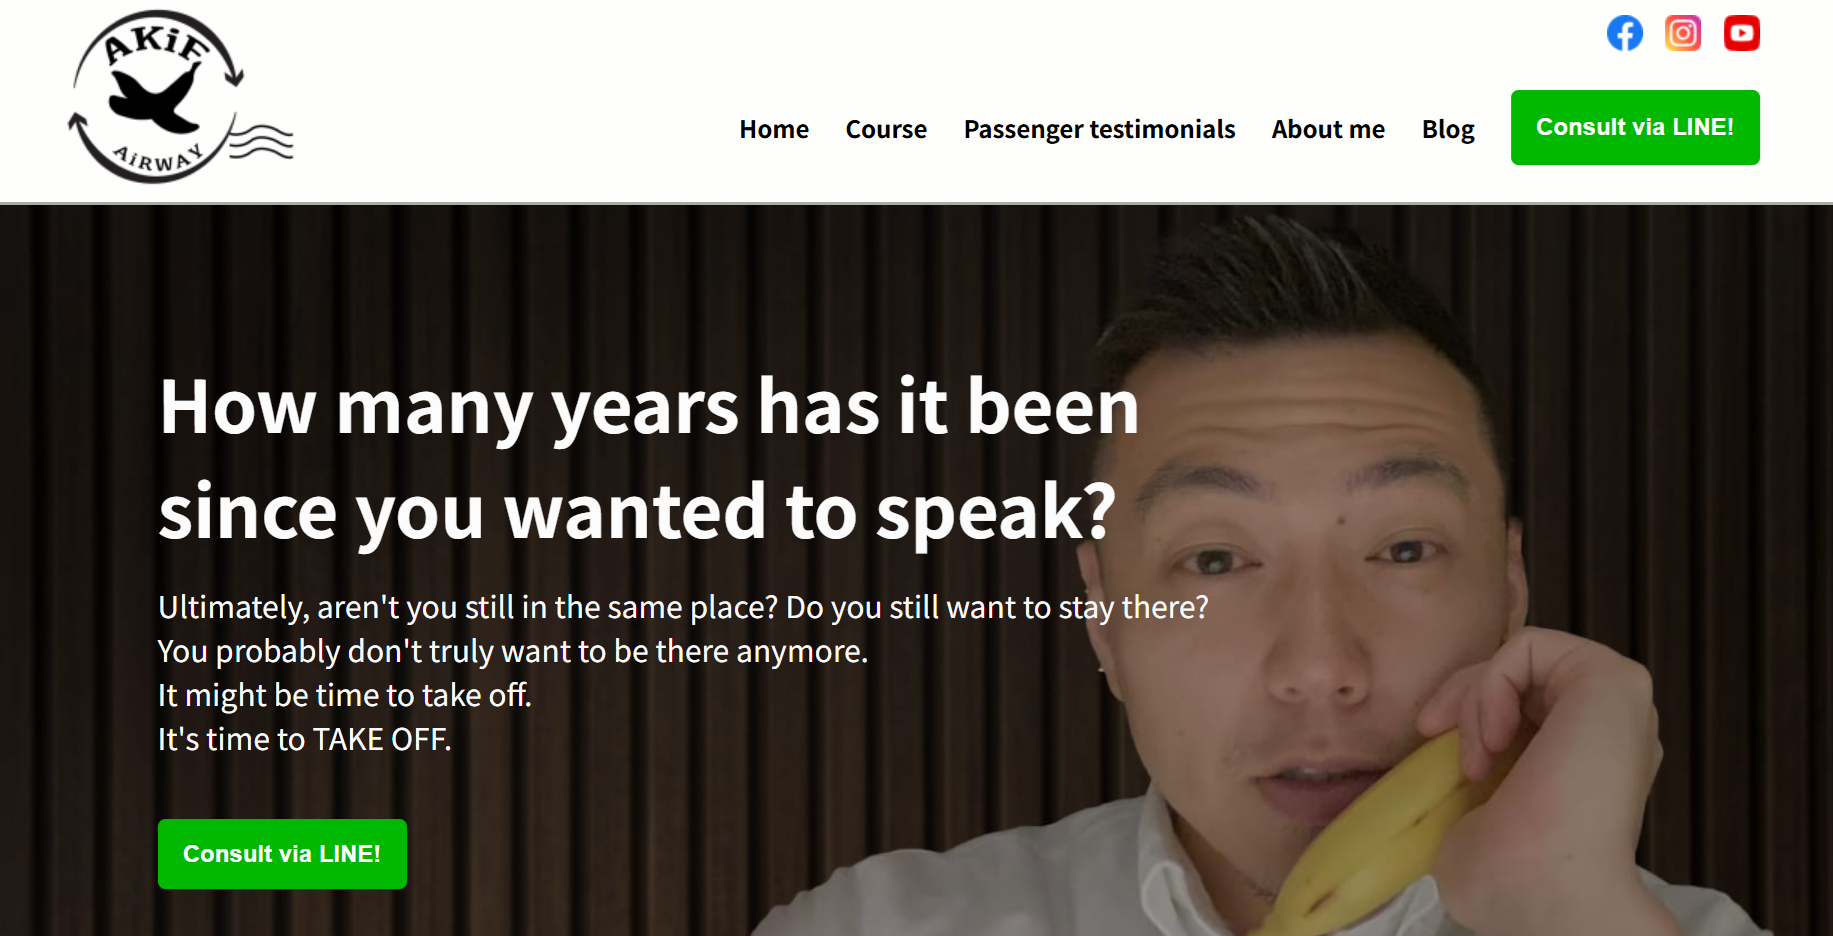 AKiF
AiRWAY
Home
Course
Passenger testimonials
About me
Blog
Consult via LINE!
How many years has it been
since you wanted to speak?
Ultimately, aren't you still in the same place? Do you still want to stay there?
You probably don't truly want to be there anymore.
It might be time to take off.
It's time to TAKE OFF.
Consult via LINE!